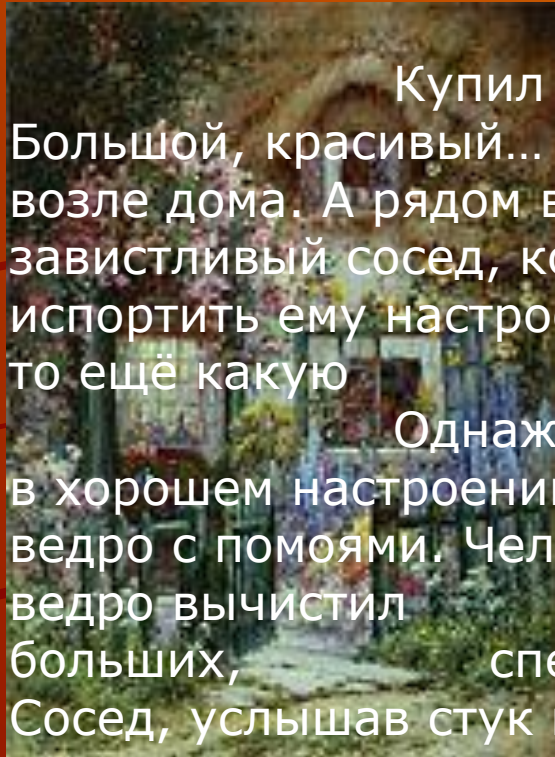 Купил
Большой, красивый…
возле дома. А рядом в
завистливый сосед, ко
испортить ему настро
то ещё какую
Однаж
в хорошем настроени
ведро с помоями. Чел
ведро вычистил
больших, спе
Сосед, услышав стук